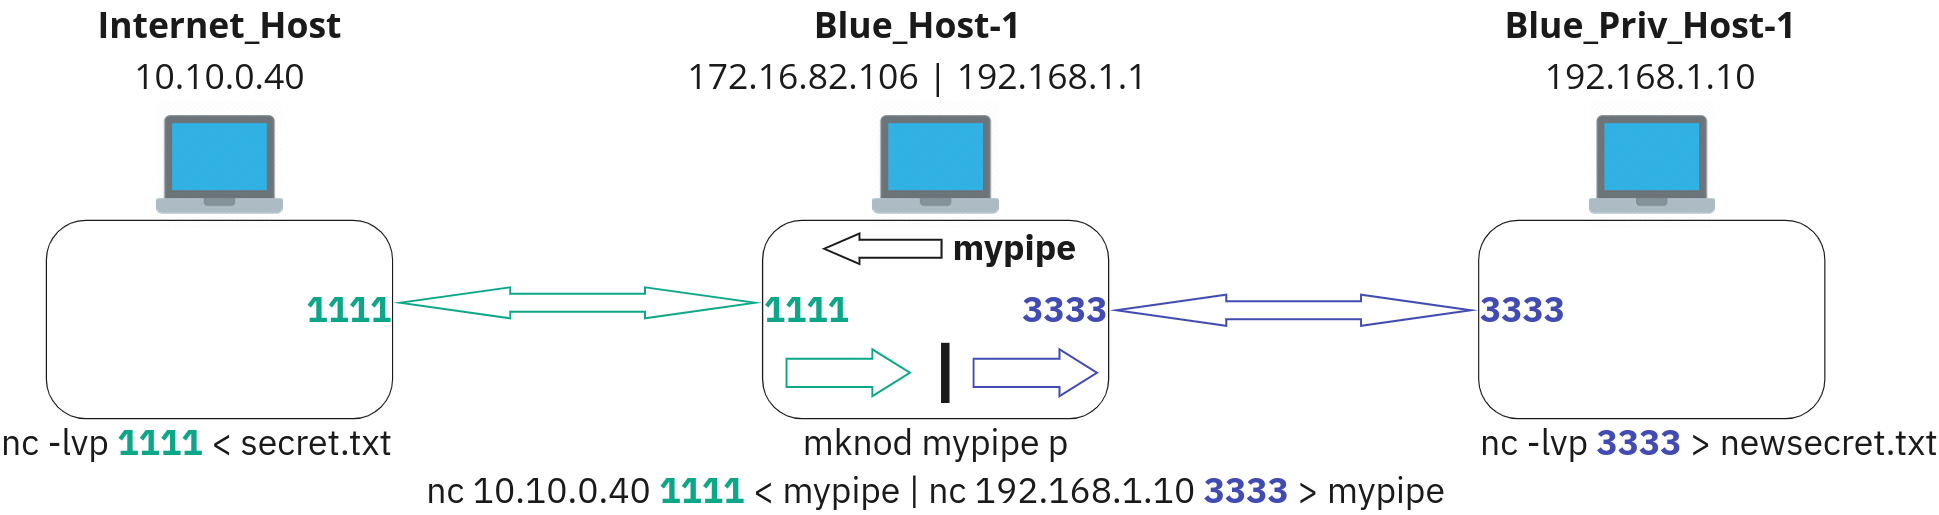 Internet_Host
10.10.0.40
Blue_Host-1
172.16.82.106 | 192.168.1.1
Blue_Priv_Host-1
192.168.1.10
mypipe
1111
1111
3333
3333
nc -lvp 1111 < secret.txt
mknod mypipe p
nc -lvp 3333 > newsecret.txt
nc 10.10.0.40 1111 < mypipe | nc 192.168.1.10 3333 > mypipe